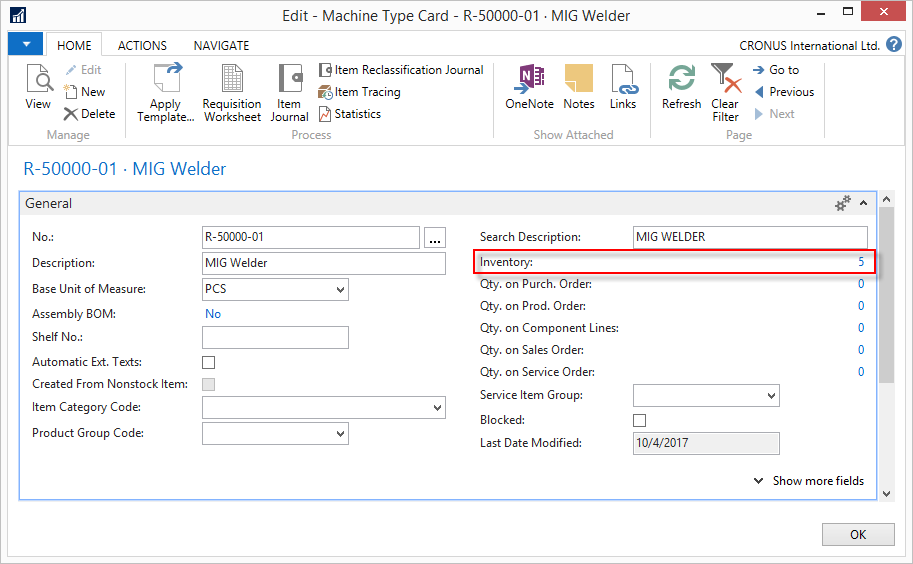 Edit - Machine Type Card - R-50000-01 · MIG Welder
HOME ACTIONS NAVIGATE CRONUS International Ltd. ?
View
Edit
New
Delete
Manage
Apply Template...
Requisition Worksheet
Item Journal
Item Reclassification Journal
Item Tracing
Statistics
Process
OneNote
Notes
Links
Show Attached
Refresh
Clear Filter
Go to
Previous
Next
Page
R-50000-01 · MIG Welder
General
No.: R-50000-01 ...
Description: MIG Welder
Base Unit of Measure: PCS
Assembly BOM: No
Shelf No.:
Automatic Ext. Texts:
Created From Nonstock Item:
Item Category Code:
Product Group Code:
Search Description: MIG WELDER
Inventory: 5
Qty. on Purch. Order: 0
Qty. on Prod. Order: 0
Qty. on Component Lines: 0
Qty. on Sales Order: 0
Qty. on Service Order: 0
Service Item Group:
Blocked:
Last Date Modified: 10/4/2017
Show more fields
OK